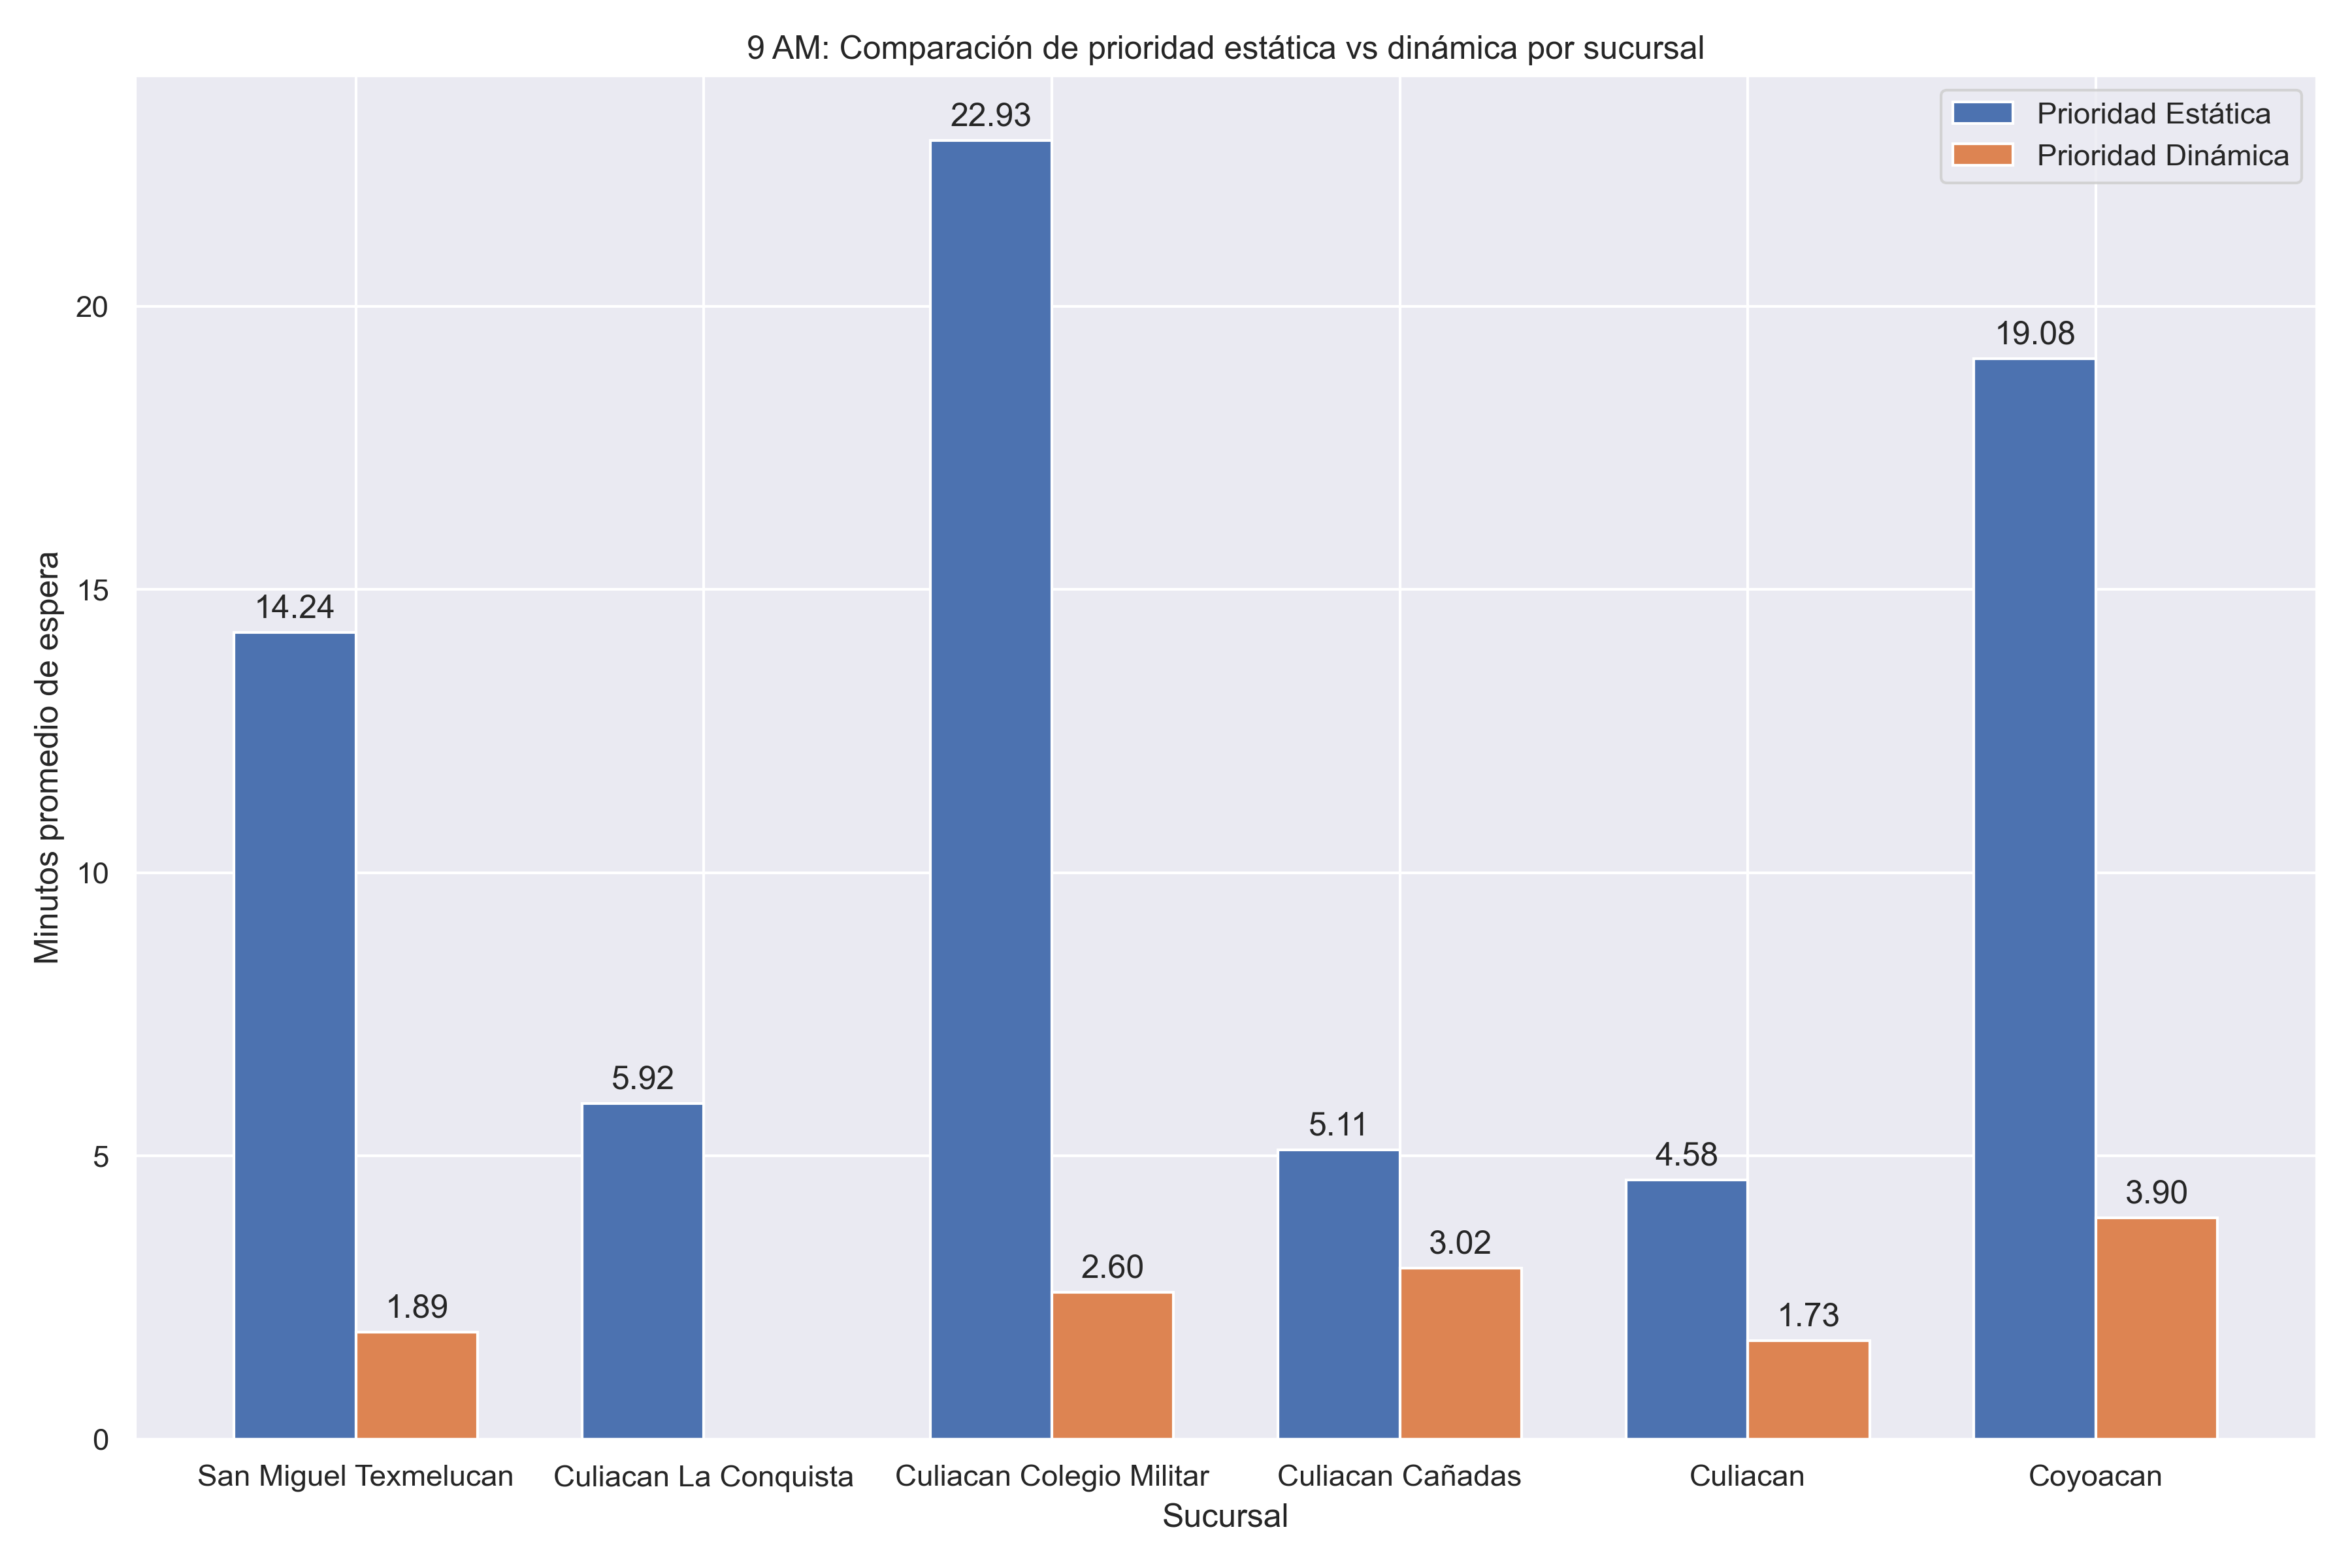 9 AM: Comparación de prioridad estática vs dinámica por sucursal
Prioridad Estática
Prioridad Dinámica
Minutos promedio de espera
20
15
10
5
0
14.24
1.89
5.92
22.93
2.60
5.11
3.02
4.58
1.73
19.08
3.90
San Miguel Texmelucan
Culiacan La Conquista
Culiacan Colegio Militar
Culiacan Cañadas
Culiacan
Coyoacan
Sucursal